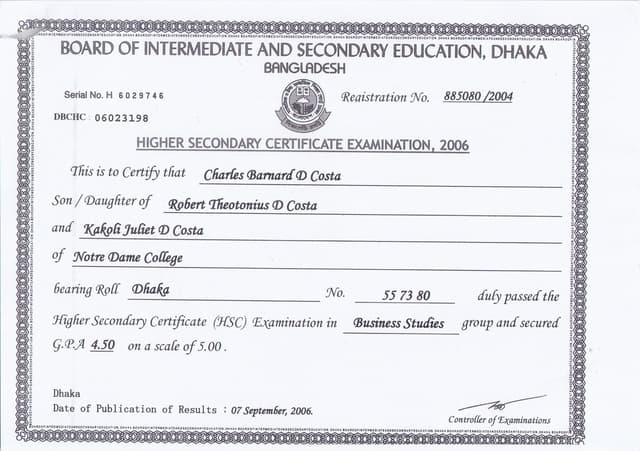 BOARD OF INTERMEDIATE AND SECONDARY EDUCATION, DHAKA
BANGLADESH
Serial No. H 6029746
Registration No. 885080 /2004
DBCHC : 06023198
HIGHER SECONDARY CERTIFICATE EXAMINATION, 2006
This is to Certify that Charles Barnard D Costa
Son / Daughter of Robert Theotonius D Costa
and Kakoli Juliet D Costa
of Notre Dame College
bearing Roll Dhaka No. 55 73 80 duly passed the
Higher Secondary Certificate (HSC) Examination in Business Studies group and secured
G.P.A 4.50 on a scale of 5.00 .
Dhaka
Date of Publication of Results : 07 September, 2006.
Controller of Examinations